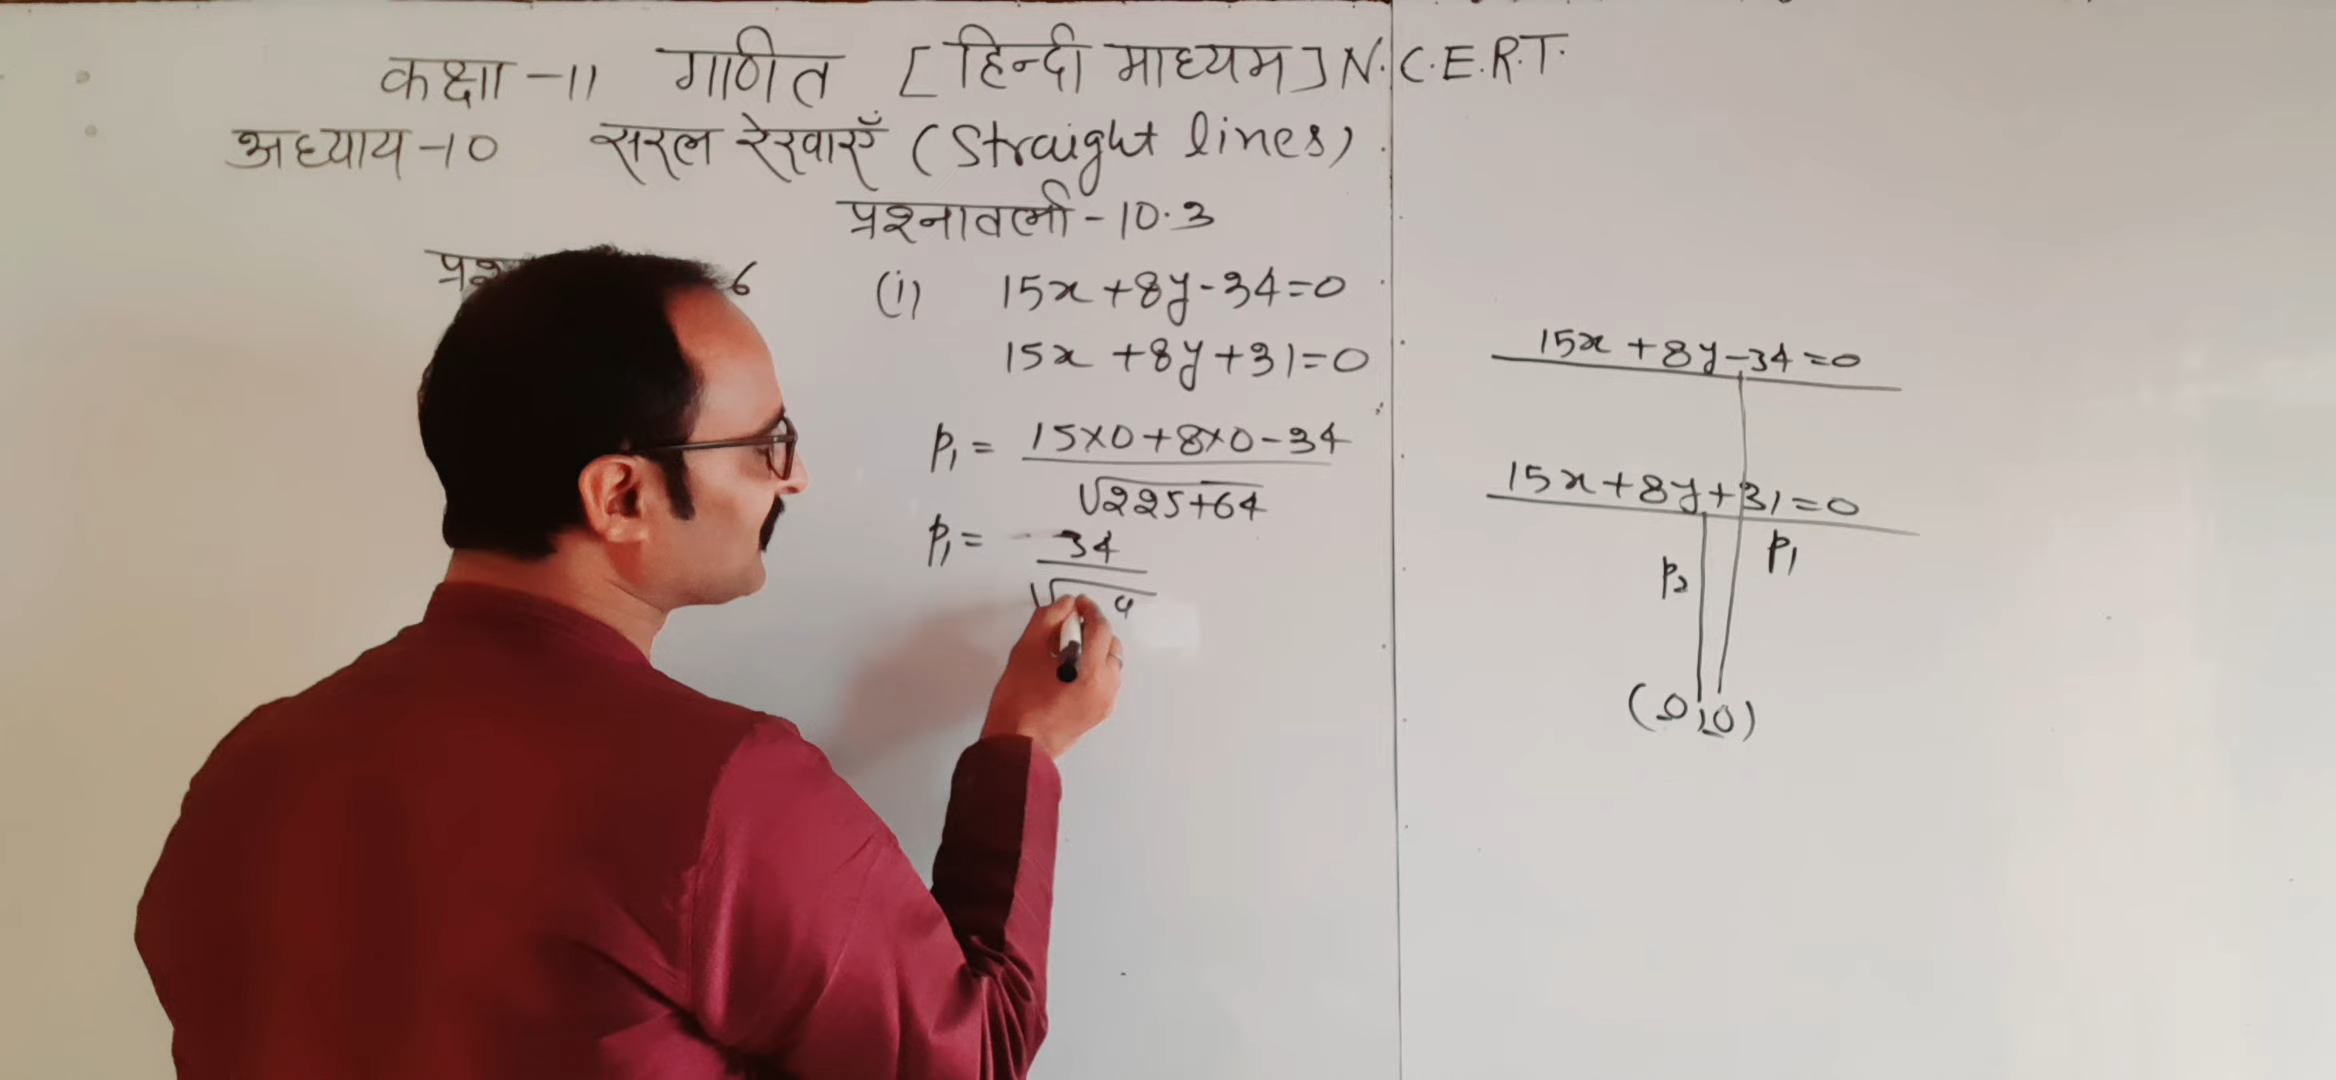 कक्षा -11 गणित [हिन्दी माध्यम] N.C.E.R.T.
अध्याय-10 सरल रेखाएँ (Straight lines)
प्रश्नावली-10.3
6 (i) 15x+8y-34=0
15x+8y+31=0
p₁ = 15×0+8×0-34
√225+64
p₁ = 34
√ 9
15x+8y-34=0
15x+8y+31=0
p₂ p₁
(0,0)